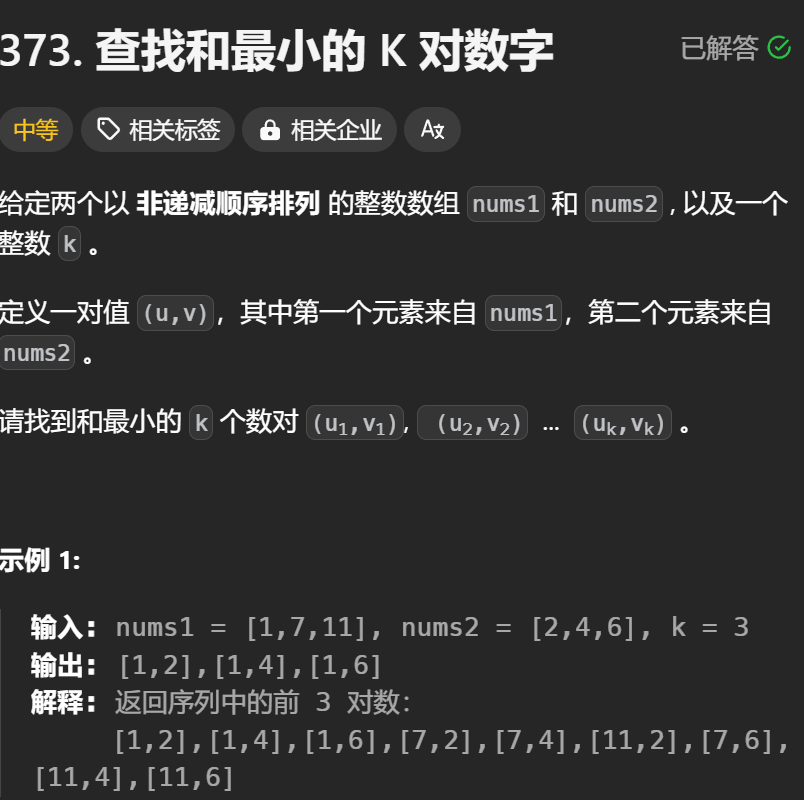 373. 查找和最小的 K 对数字
已解答
中等 相关标签 相关企业
给定两个以 非递减顺序排列 的整数数组 nums1 和 nums2 , 以及一个
整数 k 。
定义一对值 (u,v)，其中第一个元素来自 nums1，第二个元素来自
nums2 。
请找到和最小的 k 个数对 (u₁,v₁), (u₂,v₂) ... (uₖ,vₖ) 。
示例 1:
输入: nums1 = [1,7,11], nums2 = [2,4,6], k = 3
输出: [1,2],[1,4],[1,6]
解释: 返回序列中的前 3 对数:
[1,2],[1,4],[1,6],[7,2],[7,4],[11,2],[7,6],
[11,4],[11,6]